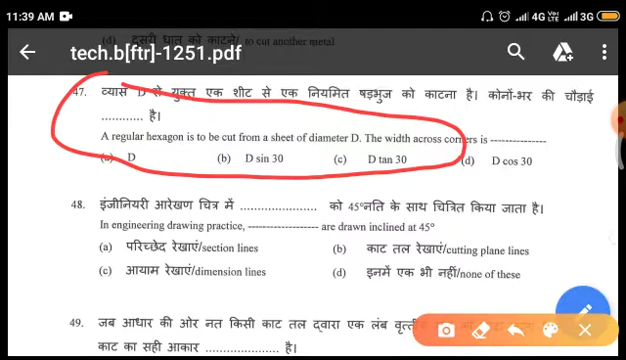 11:39 AM 4G VoLTE 3G
(d) दूसरी धातु को काटने/ to cut another metal
tech.b[ftr]-1251.pdf
47. व्यास D से युक्त एक शीट से एक नियमित षड्भुज को काटना है। कोनों-भर की चौड़ाई
............ है।
A regular hexagon is to be cut from a sheet of diameter D. The width across corners is --------------
(a) D (b) D sin 30 (c) D tan 30 (d) D cos 30
48. इंजीनियरी आरेखण चित्र में ...................... को 45°नति के साथ चित्रित किया जाता है।
In engineering drawing practice, ------------------ are drawn inclined at 45°
(a) परिच्छेद रेखाएं/section lines (b) काट तल रेखाएं/cutting plane lines
(c) आयाम रेखाएं/dimension lines (d) इनमें एक भी नहीं/none of these
49. जब आधार की ओर नत किसी काट तल द्वारा एक लंब
काट का सही आकार .................... है।